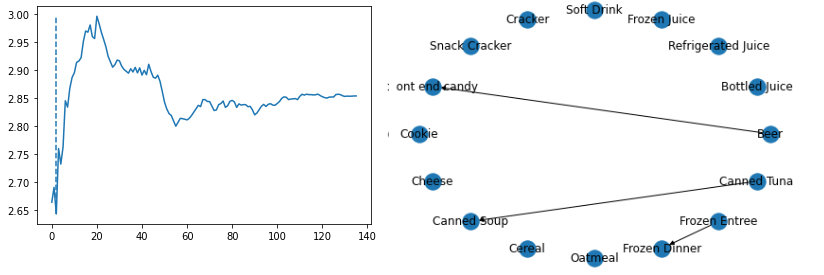 3.00
2.95
2.90
2.85
2.80
2.75
2.70
2.65
0 20 40 60 80 100 120 140
Soft Drink
Cracker Frozen Juice
Snack Cracker Refrigerated Juice
ont end candy Bottled Juice
Cookie Beer
Cheese Canned Tuna
Canned Soup Frozen Entree
Cereal Frozen Dinner
Oatmeal